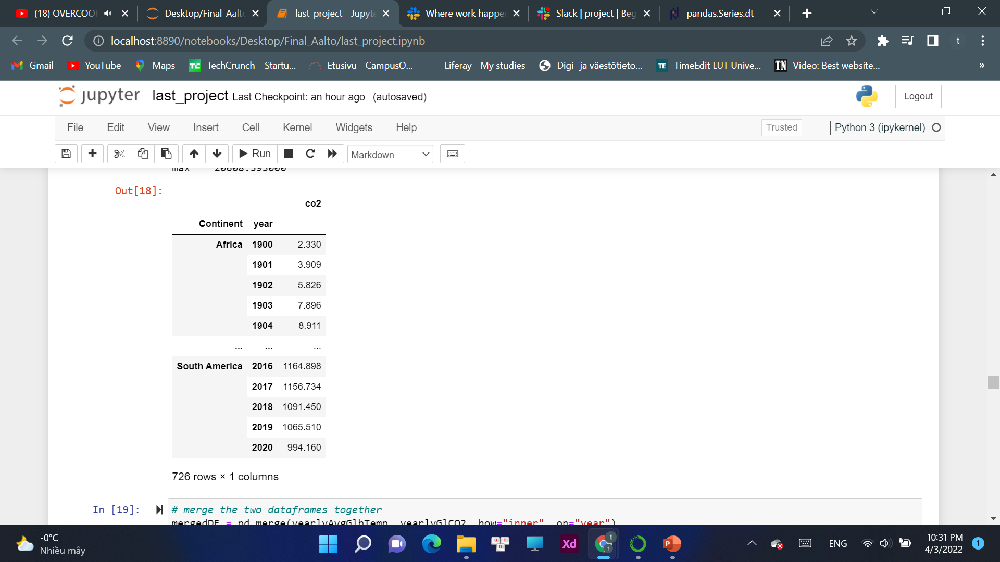 (18) OVERCOO
Desktop/Final_Aalto
last_project - Jupyte
Where work happe
Slack | project | Beg
pandas.Series.dt —
localhost:8890/notebooks/Desktop/Final_Aalto/last_project.ipynb
t
Gmail
YouTube
Maps
TC TechCrunch – Startu...
Etusivu - CampusO...
Liferay - My studies
Digi- ja väestötieto...
TE TimeEdit LUT Unive...
TN Video: Best website...
»
jupyter last_project Last Checkpoint: an hour ago (autosaved)
Logout
File Edit View Insert Cell Kernel Widgets Help
Trusted
Python 3 (ipykernel)
Run
Markdown
max 20608.593000
Out[18]:
co2
Continent year
Africa 1900 2.330
1901 3.909
1902 5.826
1903 7.896
1904 8.911
... ... ...
South America 2016 1164.898
2017 1156.734
2018 1091.450
2019 1065.510
2020 994.160
726 rows × 1 columns
In [19]:
# merge the two dataframes together
mergedDF = pd.merge(yearlyAvgGlbTemp, yearlyGlCO2, how="inner", on="year")
-0°C
Nhiều mây
u i n
Xd
t
t
P
ENG
10:31 PM
4/3/2022
1